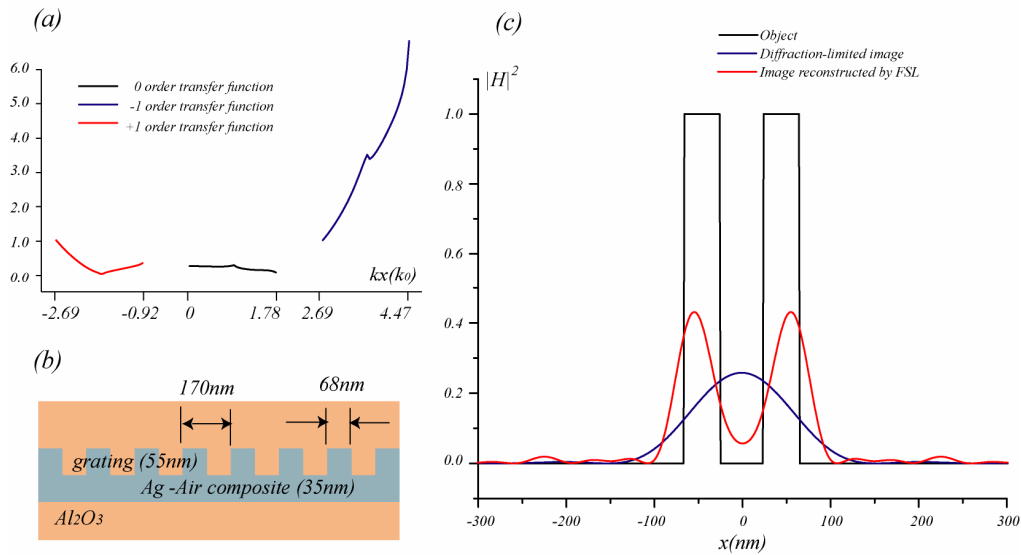 (a)
6.0
5.0
4.0
3.0
2.0
1.0
0.0
0 order transfer function
-1 order transfer function
+1 order transfer function
kx(k0)
-2.69
-0.92
0
1.78
2.69
4.47
(b)
170nm
68nm
grating (55nm)
Ag -Air composite (35nm)
Al2O3
(c)
Object
Diffraction-limited image
Image reconstructed by FSL
|H|²
1.0
0.8
0.6
0.4
0.2
0.0
-300
-200
-100
0
100
200
300
x(nm)